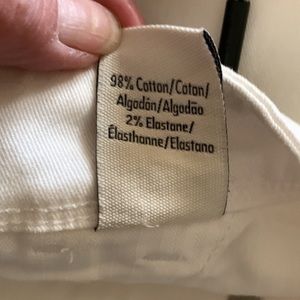 98% Cotton/Coton/
Algodón/Algodão
2% Elastane/
Élasthanne/Elastano